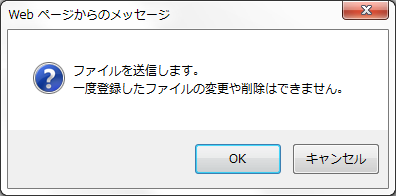 Web ページからのメッセージ
ファイルを送信します。
一度登録したファイルの変更や削除はできません。
OK
キャンセル